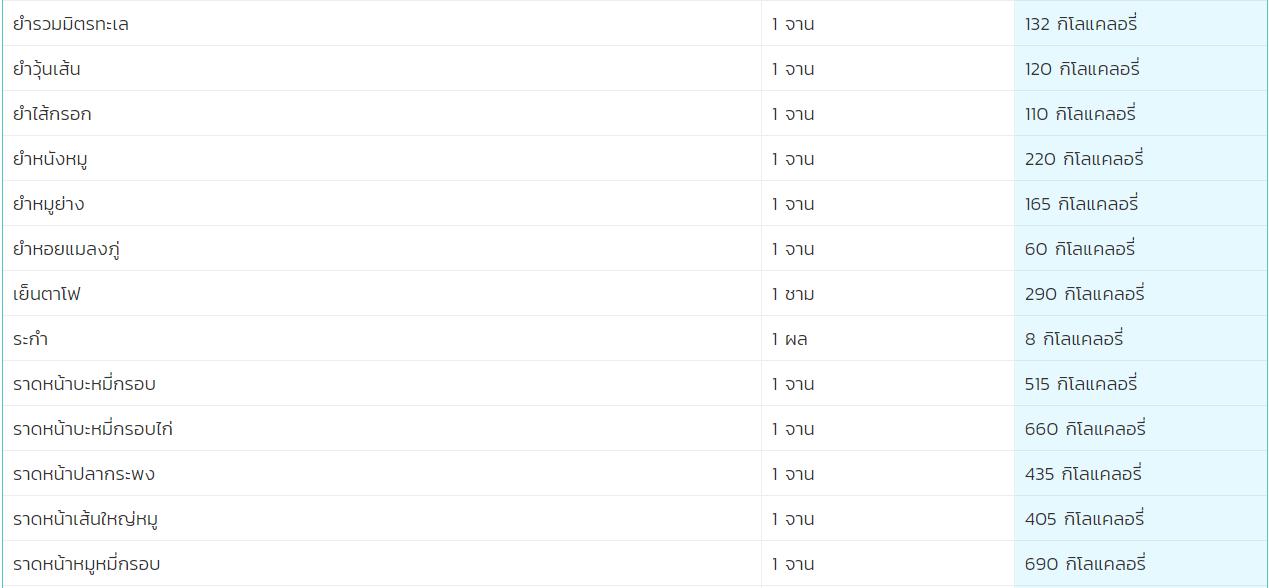 ยำรวมมิตรทะเล 1 จาน 132 กิโลแคลอรี่
ยำวุ้นเส้น 1 จาน 120 กิโลแคลอรี่
ยำไส้กรอก 1 จาน 110 กิโลแคลอรี่
ยำหนังหมู 1 จาน 220 กิโลแคลอรี่
ยำหมูย่าง 1 จาน 165 กิโลแคลอรี่
ยำหอยแมลงภู่ 1 จาน 60 กิโลแคลอรี่
เย็นตาโฟ 1 ชาม 290 กิโลแคลอรี่
ระกำ 1 ผล 8 กิโลแคลอรี่
ราดหน้าบะหมี่กรอบ 1 จาน 515 กิโลแคลอรี่
ราดหน้าบะหมี่กรอบไก่ 1 จาน 660 กิโลแคลอรี่
ราดหน้าปลากระพง 1 จาน 435 กิโลแคลอรี่
ราดหน้าเส้นใหญ่หมู 1 จาน 405 กิโลแคลอรี่
ราดหน้าหมูหมี่กรอบ 1 จาน 690 กิโลแคลอรี่